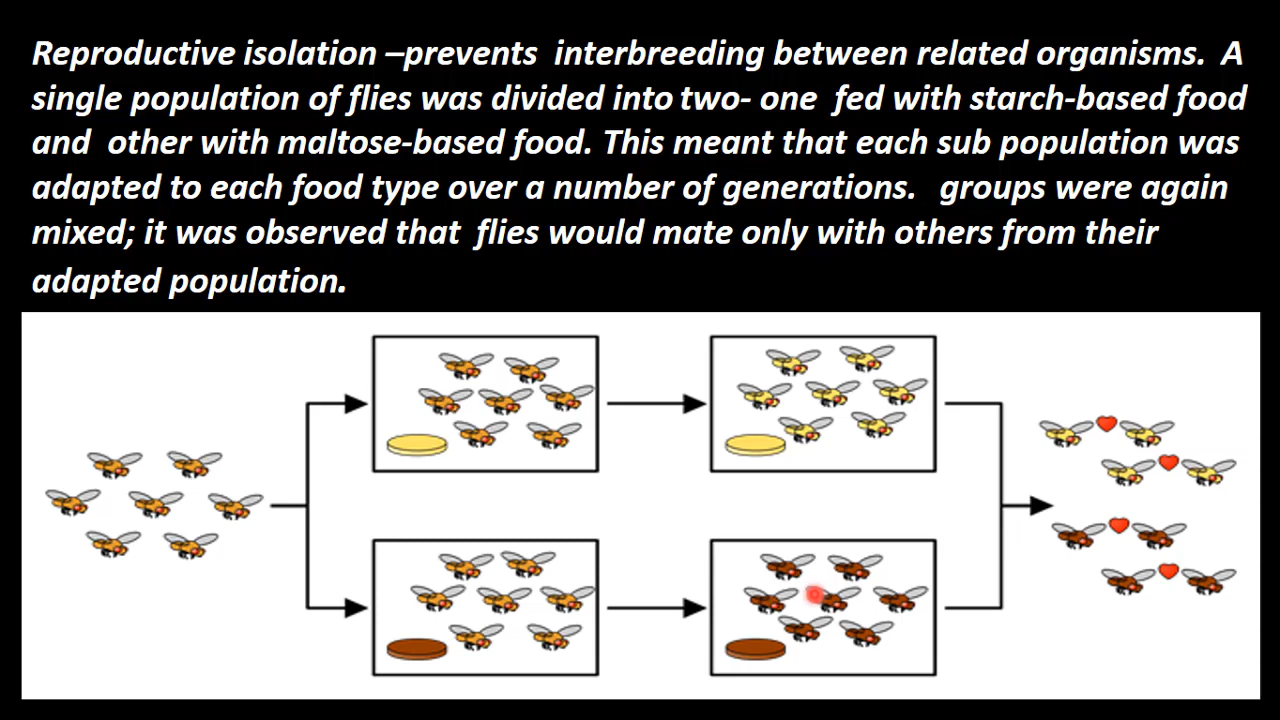 Reproductive isolation –prevents interbreeding between related organisms. A
single population of flies was divided into two- one fed with starch-based food
and other with maltose-based food. This meant that each sub population was
adapted to each food type over a number of generations. groups were again
mixed; it was observed that flies would mate only with others from their
adapted population.